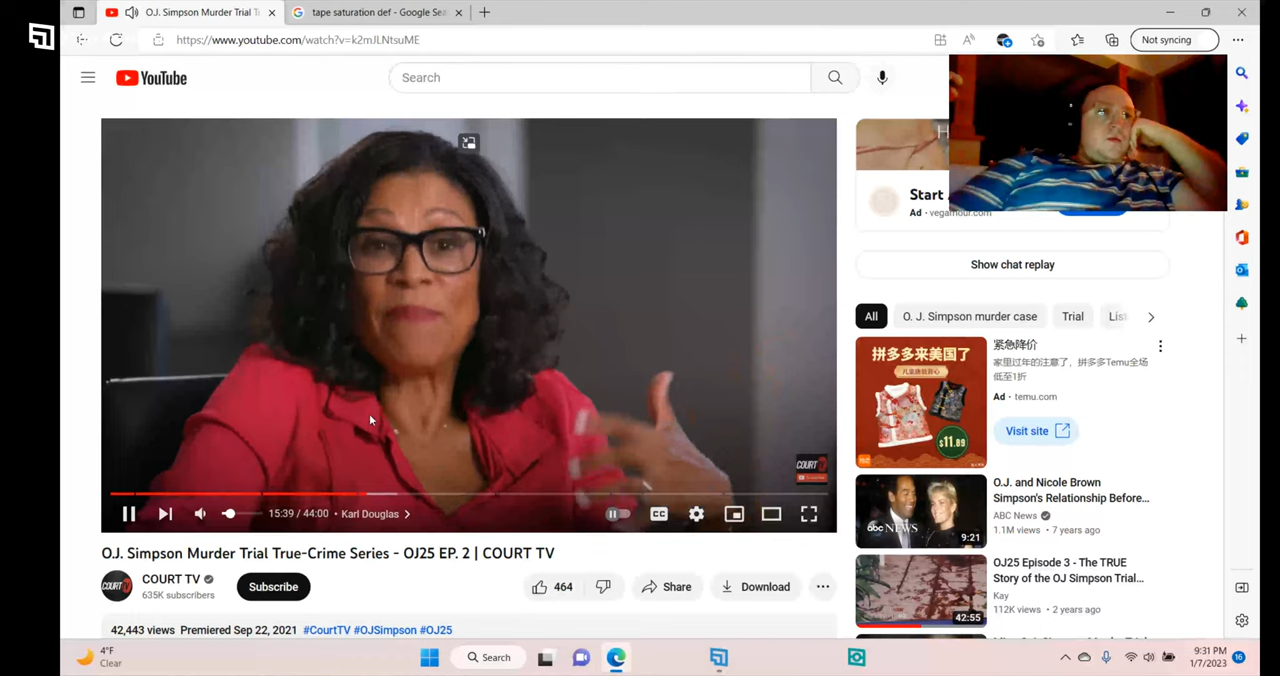 O.J. Simpson Murder Trial T
tape saturation def - Google Sea
https://www.youtube.com/watch?v=k2mJLNtsuME
Not syncing
YouTube
Search
Start
Ad · vegamour.com
Show chat replay
All
O. J. Simpson murder case
Trial
拼多多来美国了
$11.89
紧急降价
家里过年的注意了，拼多多Temu全场
低至1折
Ad · temu.com
Visit site
COURT
15:39 / 44:00 · Karl Douglas
CC
abc NEWS
9:21
O.J. and Nicole Brown
Simpson's Relationship Before...
ABC News
1.1M views · 7 years ago
O.J. Simpson Murder Trial True-Crime Series - OJ25 EP. 2 | COURT TV
COURT TV
635K subscribers
Subscribe
464
Share
Download
42:55
OJ25 Episode 3 - The TRUE
Story of the OJ Simpson Trial...
Kay
112K views · 2 years ago
42,443 views Premiered Sep 22, 2021 #CourtTV #OJSimpson #OJ25
4°F
Clear
Search
9:31 PM
1/7/2023
16